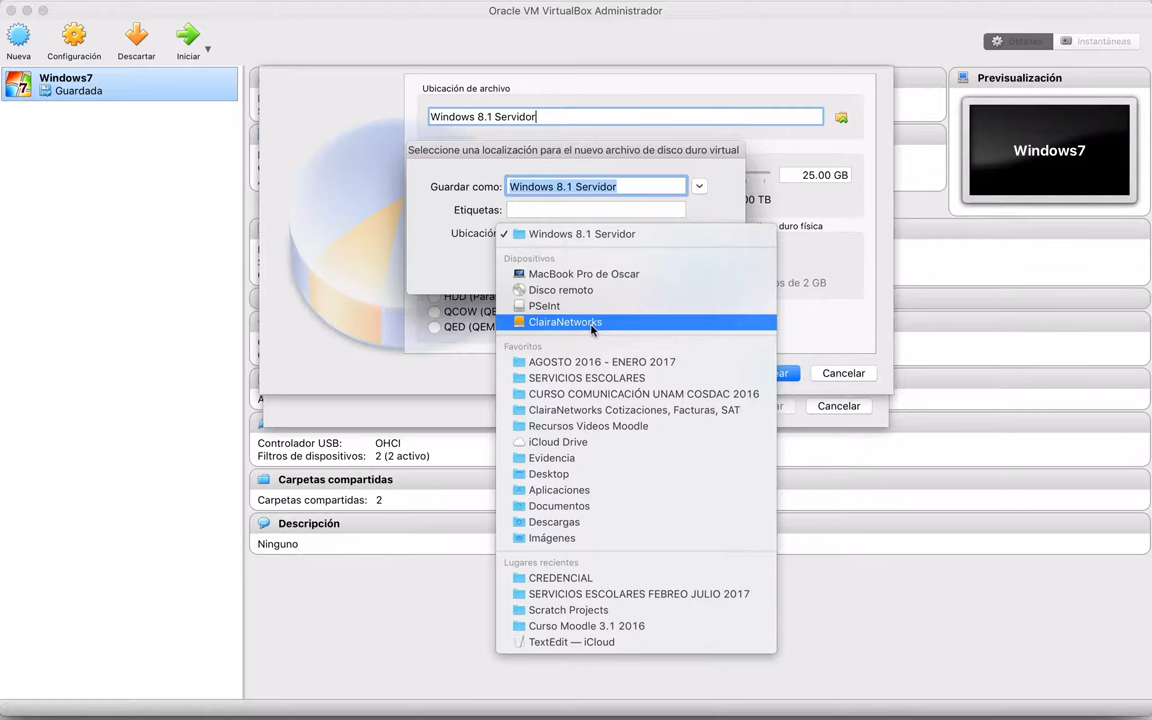 Oracle VM VirtualBox Administrador
Nueva
Configuración
Descartar
Iniciar
Detalles
Instantáneas
Windows7
Guardada
Ubicación de archivo
Windows 8.1 Servidor
25.00 GB
Previsualización
Windows7
Seleccione una localización para el nuevo archivo de disco duro virtual
Guardar como: Windows 8.1 Servidor
Etiquetas:
Ubicación
Windows 8.1 Servidor
00 TB
duro física
os de 2 GB
Dispositivos
MacBook Pro de Oscar
Disco remoto
PSeInt
ClairaNetworks
HDD (Para
QCOW (QE
QED (QEM
Favoritos
AGOSTO 2016 - ENERO 2017
SERVICIOS ESCOLARES
CURSO COMUNICACIÓN UNAM COSDAC 2016
ClairaNetworks Cotizaciones, Facturas, SAT
Recursos Videos Moodle
iCloud Drive
Evidencia
Desktop
Aplicaciones
Documentos
Descargas
Imágenes
Lugares recientes
CREDENCIAL
SERVICIOS ESCOLARES FEBREO JULIO 2017
Scratch Projects
Curso Moodle 3.1 2016
TextEdit — iCloud
ear
Cancelar
Cancelar
Controlador USB: OHCI
Filtros de dispositivos: 2 (2 activo)
Carpetas compartidas
Carpetas compartidas: 2
Descripción
Ninguno